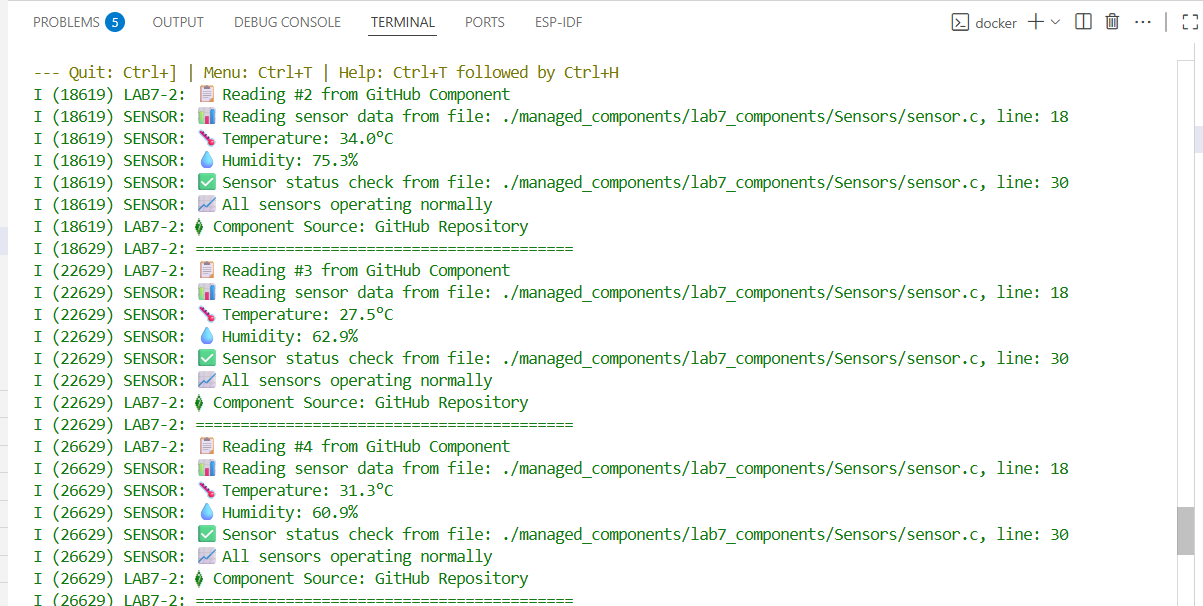 PROBLEMS 5 OUTPUT DEBUG CONSOLE TERMINAL PORTS ESP-IDF docker
--- Quit: Ctrl+] | Menu: Ctrl+T | Help: Ctrl+T followed by Ctrl+H
I (18619) LAB7-2: 📋 Reading #2 from GitHub Component
I (18619) SENSOR: 📊 Reading sensor data from file: ./managed_components/lab7_components/Sensors/sensor.c, line: 18
I (18619) SENSOR: 🌡️ Temperature: 34.0°C
I (18619) SENSOR: 💧 Humidity: 75.3%
I (18619) SENSOR: ✅ Sensor status check from file: ./managed_components/lab7_components/Sensors/sensor.c, line: 30
I (18619) SENSOR: 📈 All sensors operating normally
I (18619) LAB7-2: Component Source: GitHub Repository
I (18629) LAB7-2: ==========================================
I (22629) LAB7-2: 📋 Reading #3 from GitHub Component
I (22629) SENSOR: 📊 Reading sensor data from file: ./managed_components/lab7_components/Sensors/sensor.c, line: 18
I (22629) SENSOR: 🌡️ Temperature: 27.5°C
I (22629) SENSOR: 💧 Humidity: 62.9%
I (22629) SENSOR: ✅ Sensor status check from file: ./managed_components/lab7_components/Sensors/sensor.c, line: 30
I (22629) SENSOR: 📈 All sensors operating normally
I (22629) LAB7-2: Component Source: GitHub Repository
I (22629) LAB7-2: ==========================================
I (26629) LAB7-2: 📋 Reading #4 from GitHub Component
I (26629) SENSOR: 📊 Reading sensor data from file: ./managed_components/lab7_components/Sensors/sensor.c, line: 18
I (26629) SENSOR: 🌡️ Temperature: 31.3°C
I (26629) SENSOR: 💧 Humidity: 60.9%
I (26629) SENSOR: ✅ Sensor status check from file: ./managed_components/lab7_components/Sensors/sensor.c, line: 30
I (26629) SENSOR: 📈 All sensors operating normally
I (26629) LAB7-2: Component Source: GitHub Repository
I (26629) LAB7-2: ==========================================